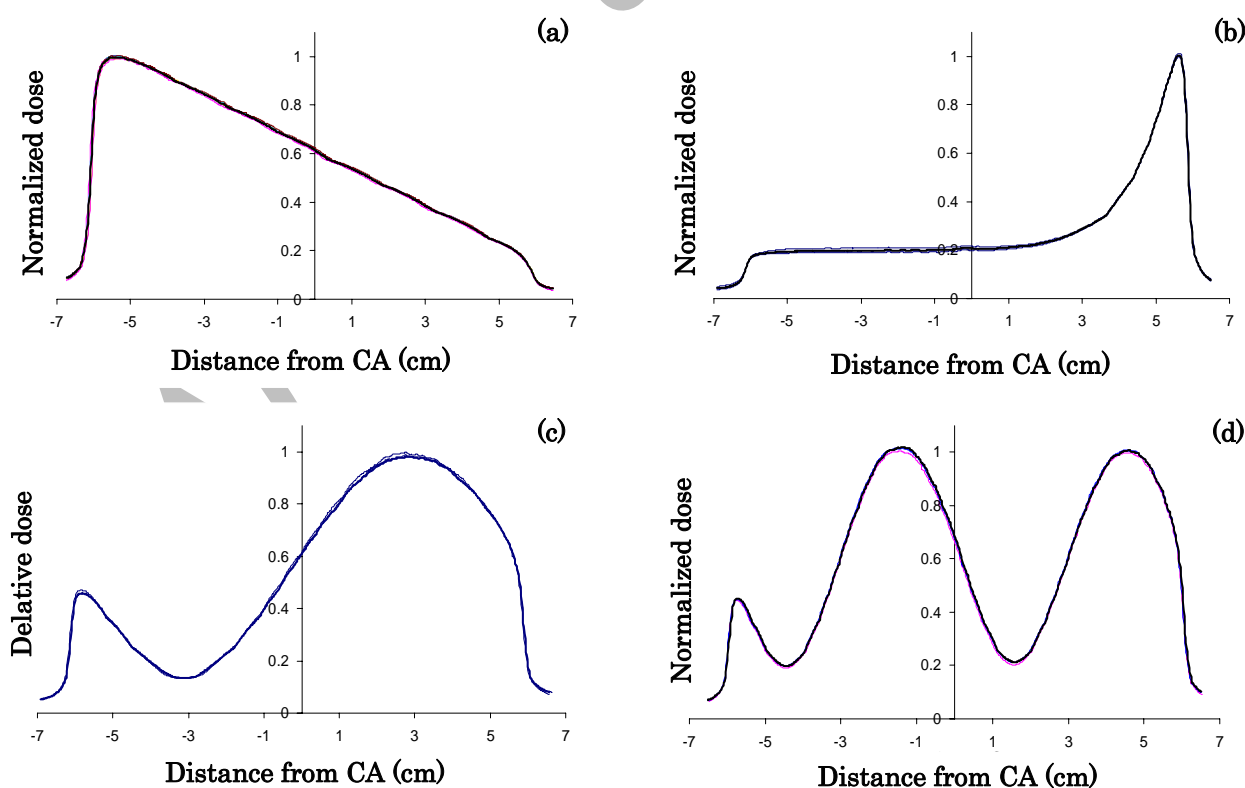 (a)
Normalized dose
1
0.8
0.6
0.4
0.2
0
-7 -5 -3 -1 1 3 5 7
Distance from CA (cm)
(b)
Normalized dose
1
0.8
0.6
0.4
0.2
0
-7 -5 -3 -1 1 3 5 7
Distance from CA (cm)
(c)
Delative dose
1
0.8
0.6
0.4
0.2
0
-7 -5 -3 -1 1 3 5 7
Distance from CA (cm)
(d)
Normalized dose
1
0.8
0.6
0.4
0.2
0
-7 -5 -3 -1 1 3 5 7
Distance from CA (cm)